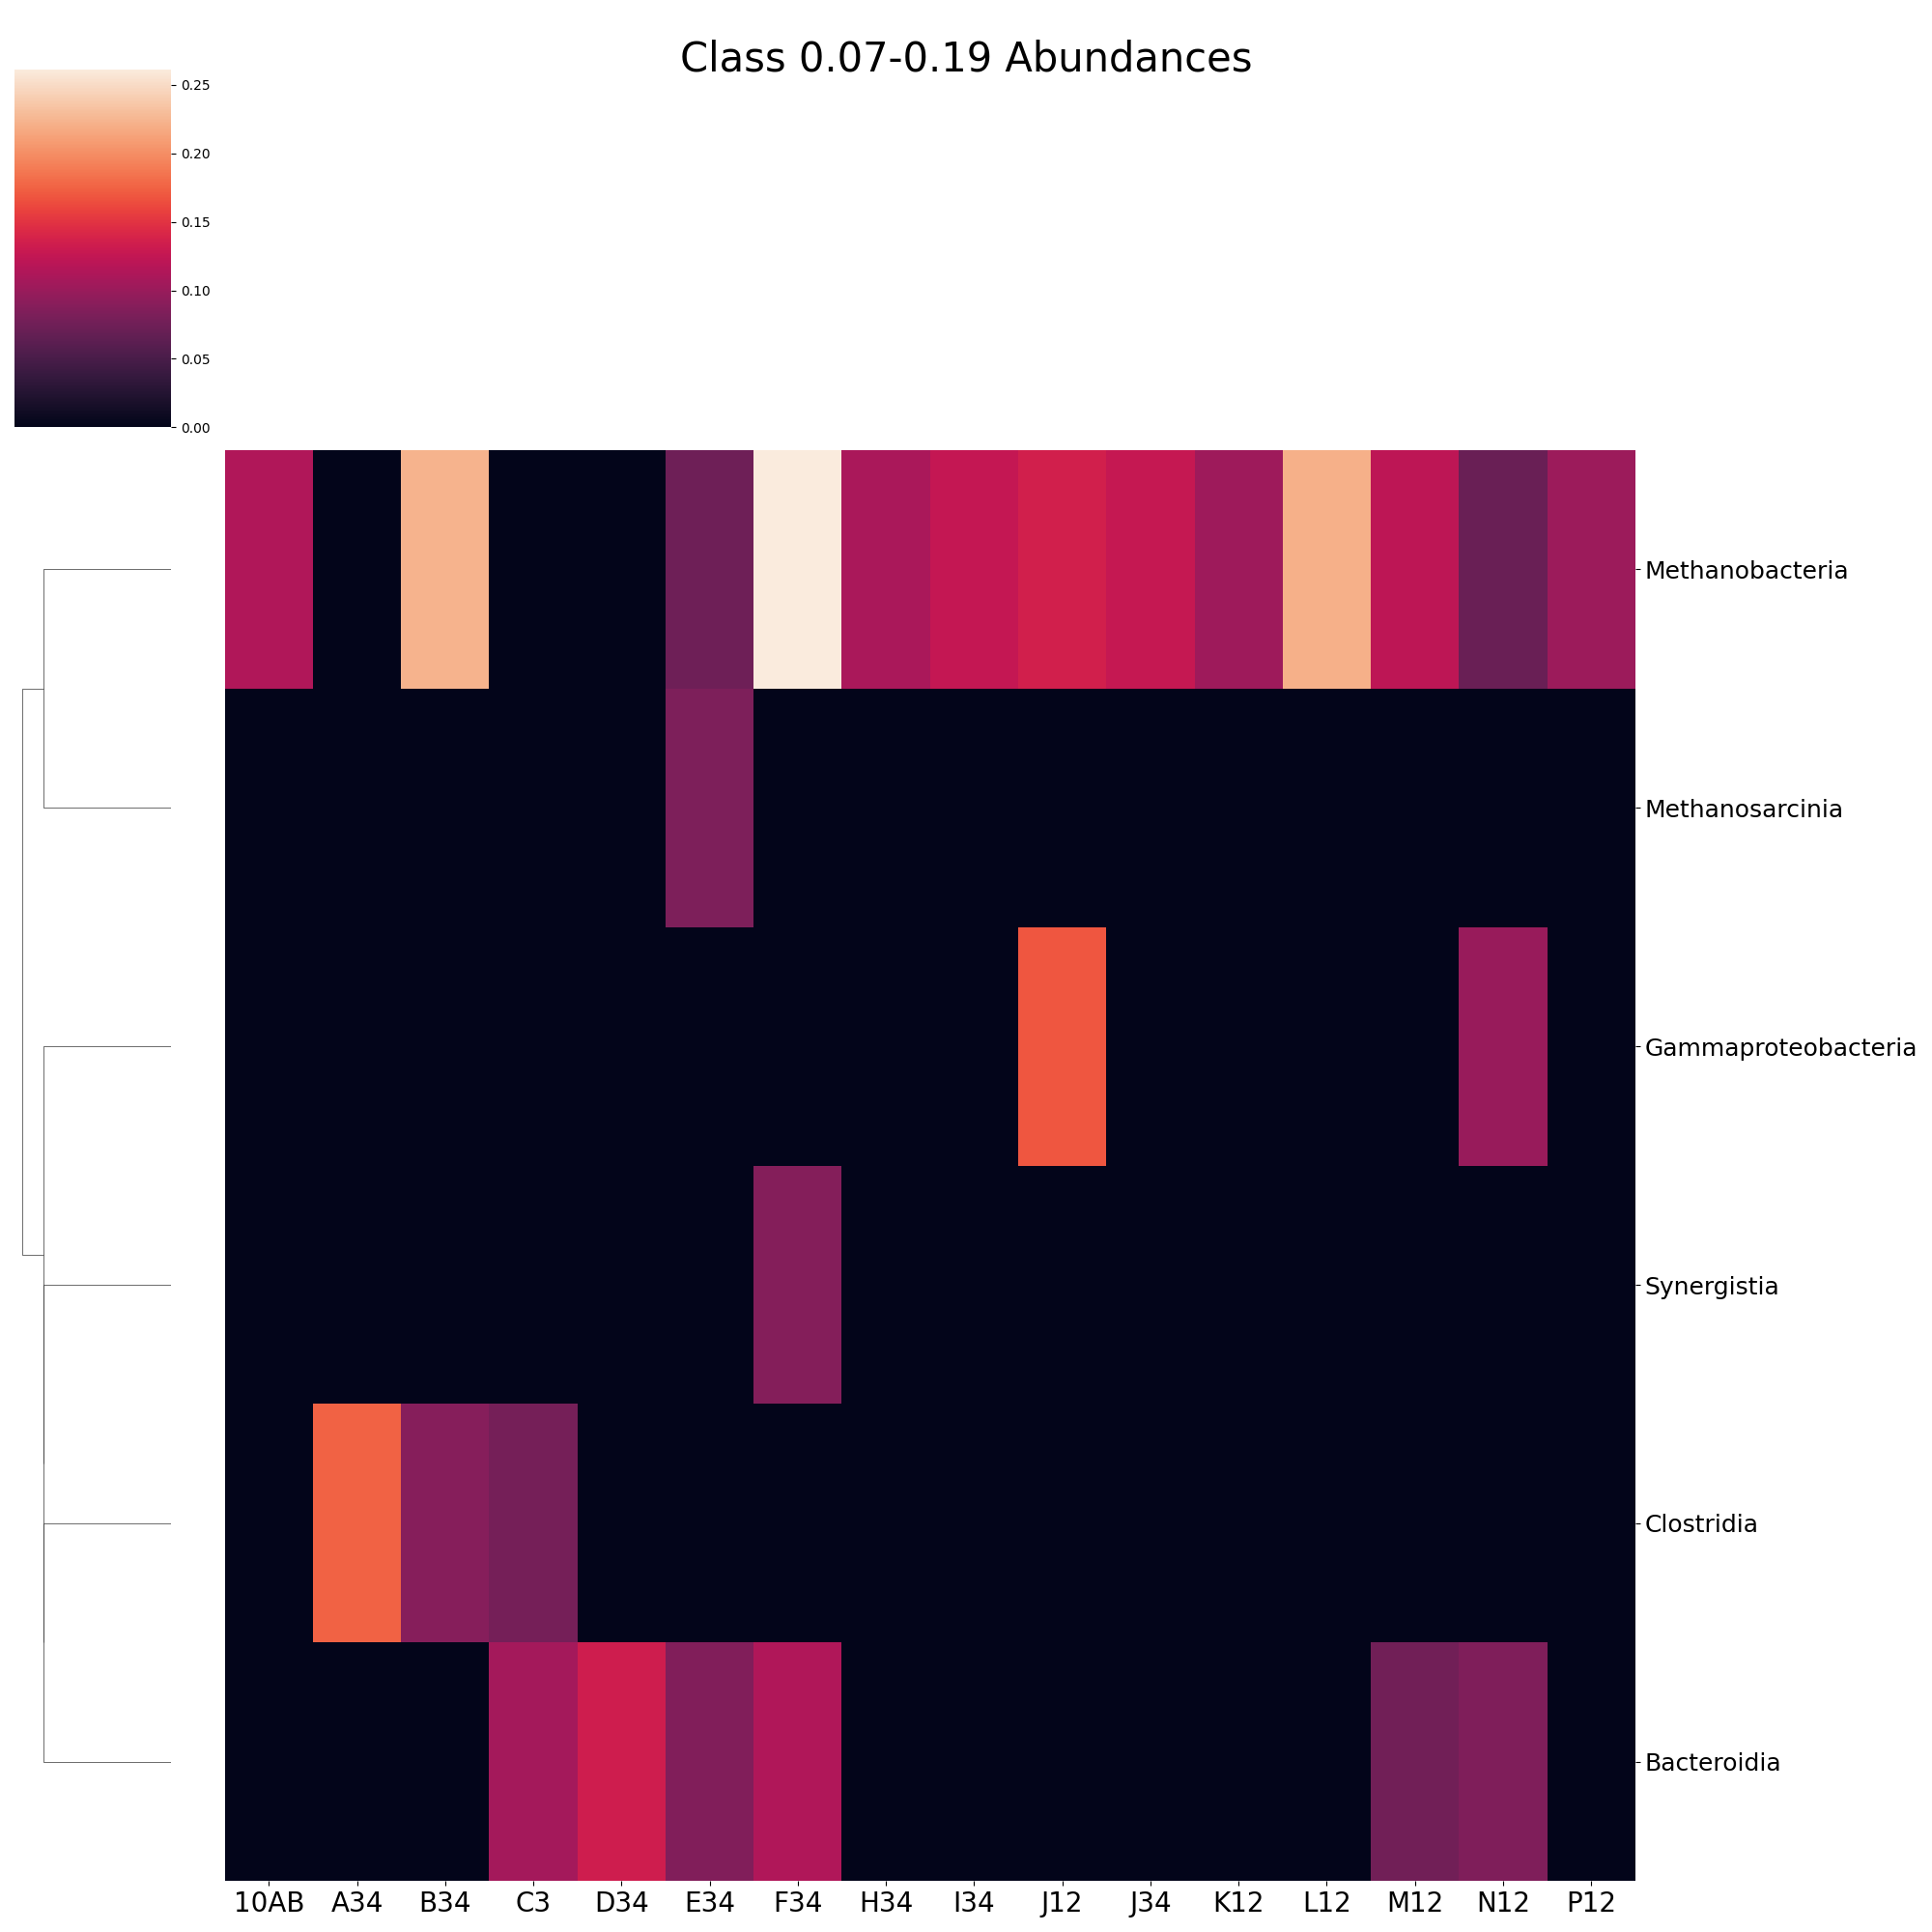 Class 0.07-0.19 Abundances
0.25
0.20
0.15
0.10
0.05
0.00
Methanobacteria
Methanosarcinia
Gammaproteobacteria
Synergistia
Clostridia
Bacteroidia
10AB A34 B34 C3 D34 E34 F34 H34 I34 J12 J34 K12 L12 M12 N12 P12